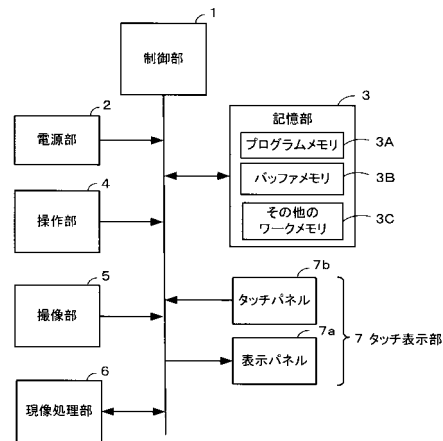 1
制御部
2
電源部
3
記憶部
プログラムメモリ
3A
バッファメモリ
3B
その他の
ワークメモリ
3C
4
操作部
5
撮像部
7b
タッチパネル
7a
表示パネル
7 タッチ表示部
6
現像処理部